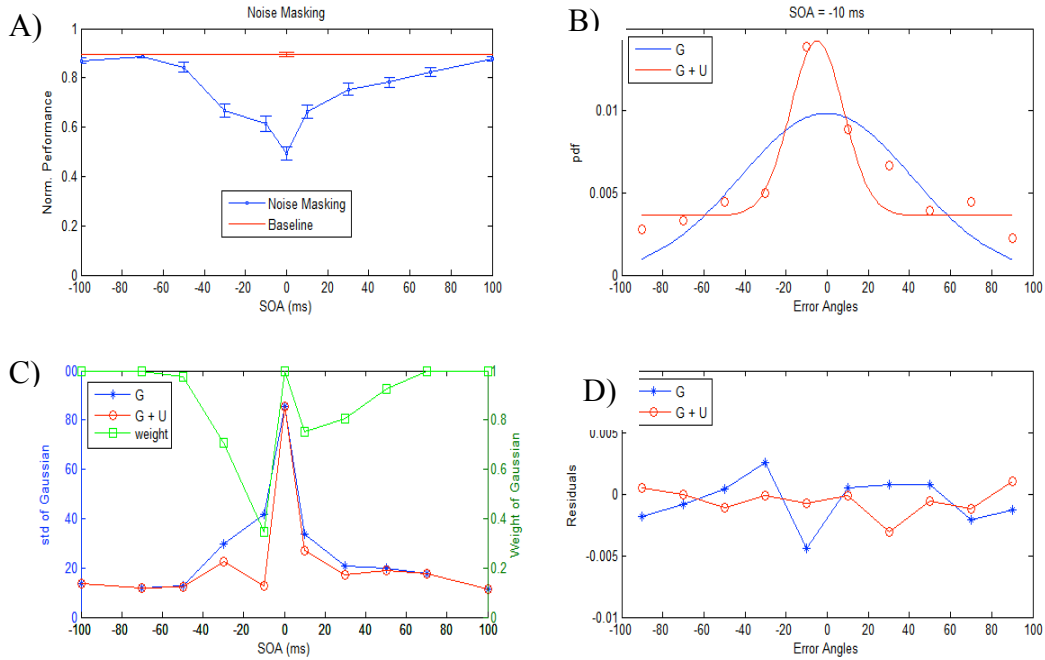 A)
Noise Masking
1
0.8
0.6
0.4
0.2
0
Norm. Performance
Noise Masking
Baseline
-100 -80 -60 -40 -20 0 20 40 60 80 100
SOA (ms)
B)
SOA = -10 ms
G
G + U
0.01
0.005
0
pdf
-100 -80 -60 -40 -20 0 20 40 60 80 100
Error Angles
C)
00
80
60
40
20
00
std of Gaussian
G
G + U
weight
1
0.8
0.6
0.4
0.2
0
Weight of Gaussian
-100 -80 -60 -40 -20 0 20 40 60 80 100
SOA (ms)
D)
G
G + U
0.005
0
-0.005
-0.01
Residuals
-100 -80 -60 -40 -20 0 20 40 60 80 100
Error Angles